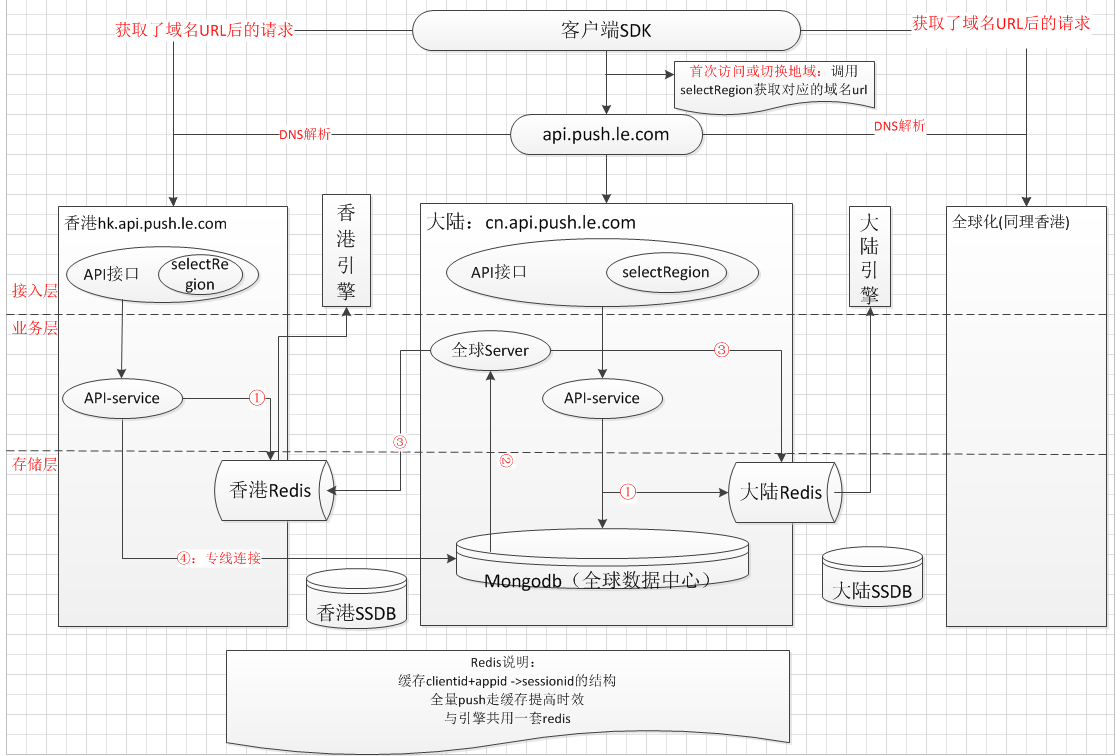 获取了域名URL后的请求
客户端SDK
获取了域名URL后的请求
首次访问或切换地域：调用
selectRegion获取对应的域名url
DNS解析
api.push.le.com
DNS解析
香港hk.api.push.le.com
API接口
selectRe
gion
香
港
引
擎
大陆：cn.api.push.le.com
API接口
selectRegion
大
陆
引
擎
全球化(同理香港)
接入层
业务层
全球Server
③
API-service
①
API-service
③
②
存储层
香港Redis
①
大陆Redis
④：专线连接
Mongodb（全球数据中心）
香港SSDB
大陆SSDB
Redis说明：
缓存clientid+appid ->sessionid的结构
全量push走缓存提高时效
与引擎共用一套redis